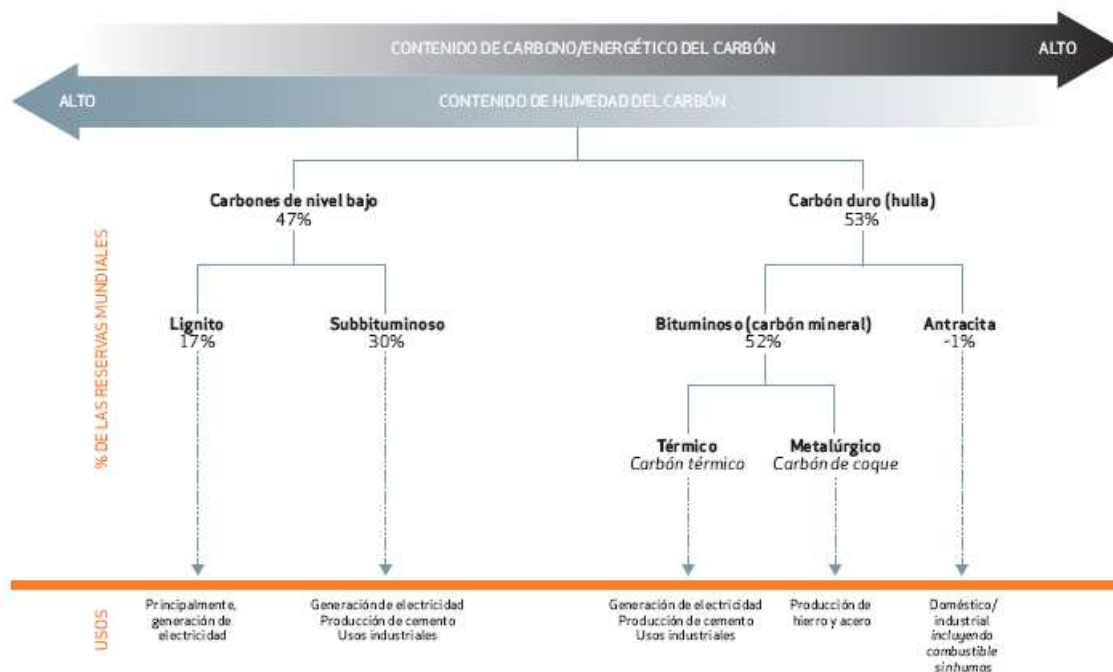 CONTENIDO DE CARBONO/ENERGÉTICO DEL CARBÓN
ALTO
ALTO
CONTENIDO DE HUMEDAD DEL CARBÓN
% DE LAS RESERVAS MUNDIALES
Carbones de nivel bajo
47%
Carbón duro (hulla)
53%
Lignito
17%
Subbituminoso
30%
Bituminoso (carbón mineral)
52%
Antracita
-1%
Térmico
Carbón térmico
Metalúrgico
Carbón de coque
USOS
Principalmente,
generación de
electricidad
Generación de electricidad
Producción de cemento
Usos industriales
Generación de electricidad
Producción de cemento
Usos industriales
Producción de
hierro y acero
Doméstico/
industrial
incluyendo
combustible
sinhumos